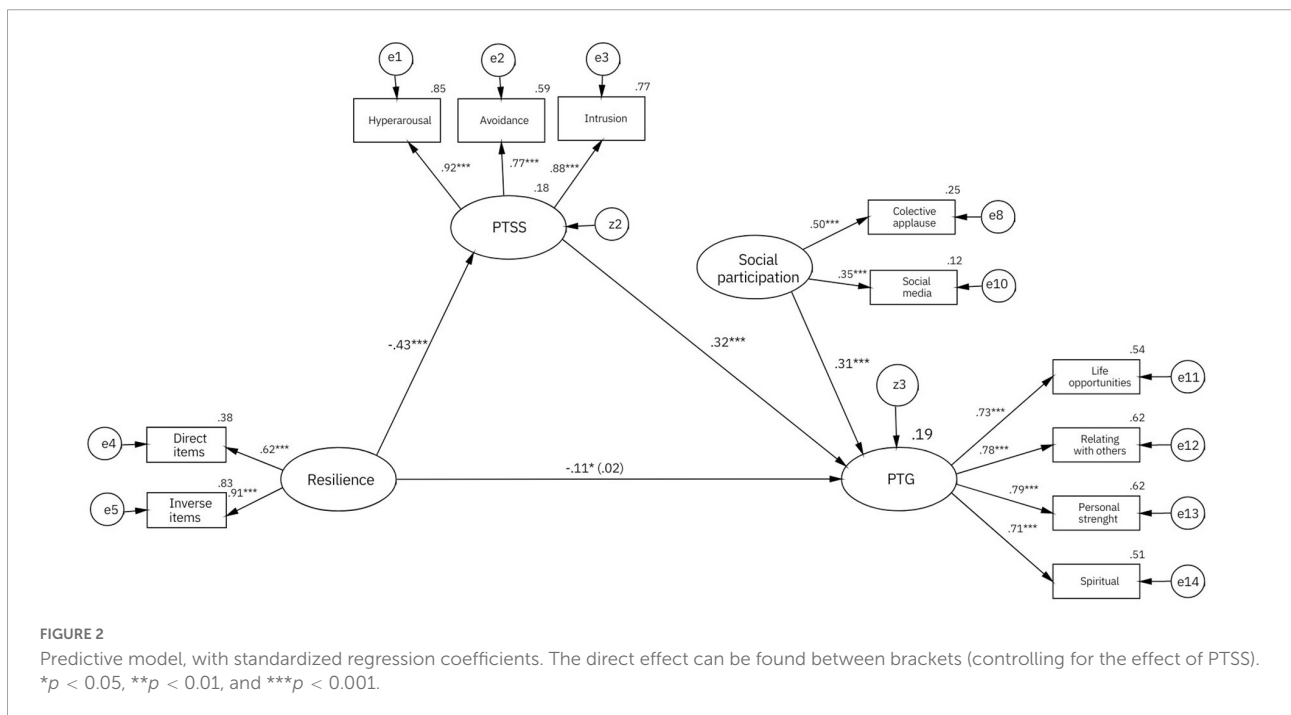 e1
e2
e3
.85
.59
.77
Hyperarousal
Avoidance
Intrusion
.92***
.77***
.88***
.18
PTSS
z2
.25
Colective
applause
e8
.50***
Social
participation
.12
Social
media
e10
.35***
-.43***
.32***
.31***
z3
.54
Life
opportunities
e11
.73***
.38
Direct
items
e4
.62***
.19
.62
Relating
with others
e12
.78***
Resilience
-.11* (.02)
PTG
.83
.91***
Inverse
items
e5
.79***
.62
Personal
strenght
e13
.71***
.51
Spiritual
e14
FIGURE 2
Predictive model, with standardized regression coefficients. The direct effect can be found between brackets (controlling for the effect of PTSS).
*p < 0.05, **p < 0.01, and ***p < 0.001.